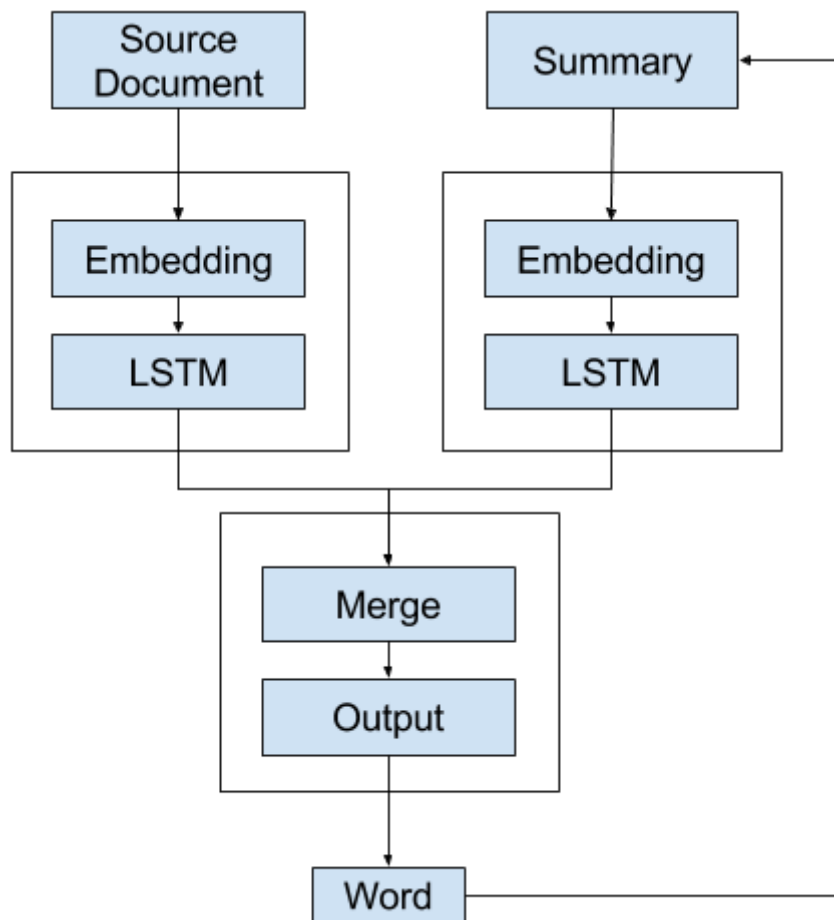 Source
Document
Summary
Embedding
Embedding
LSTM
LSTM
Merge
Output
Word